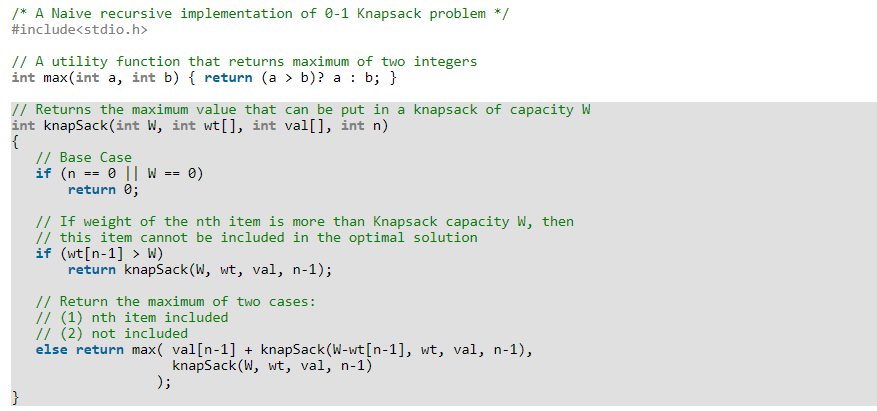 /* A Naive recursive implementation of 0-1 Knapsack problem */
#include<stdio.h>

// A utility function that returns maximum of two integers
int max(int a, int b) { return (a > b)? a : b; }

// Returns the maximum value that can be put in a knapsack of capacity W
int knapSack(int W, int wt[], int val[], int n)
{
   // Base Case
   if (n == 0 || W == 0)
       return 0;

   // If weight of the nth item is more than Knapsack capacity W, then
   // this item cannot be included in the optimal solution
   if (wt[n-1] > W)
       return knapSack(W, wt, val, n-1);

   // Return the maximum of two cases:
   // (1) nth item included
   // (2) not included
   else return max( val[n-1] + knapSack(W-wt[n-1], wt, val, n-1),
                    knapSack(W, wt, val, n-1)
                  );
}